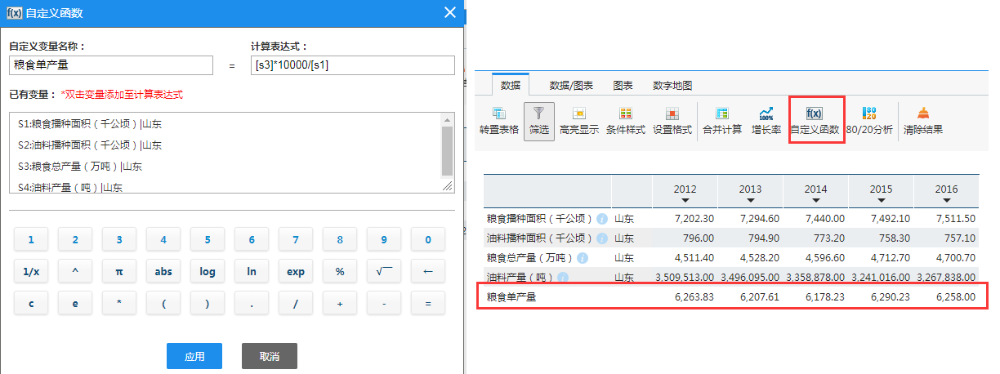 f(x) 自定义函数
自定义变量名称：
计算表达式：
粮食单产量 = [s3]*10000/[s1]
已有变量：*双击变量添加至计算表达式
S1:粮食播种面积（千公顷）|山东
S2:油料播种面积（千公顷）|山东
S3:粮食总产量（万吨）|山东
S4:油料产量（吨）|山东
1 2 3 4 5 6 7 8 9 0
1/x ^ π abs log ln exp % √￣ ←
c e * ( ) . / + - =
应用 取消
数据 数据/图表 图表 数字地图
100% f(x) 80 20
转置表格 筛选 高亮显示 条件样式 设置格式 合并计算 增长率 自定义函数 80/20分析 清除结果
2012 2013 2014 2015 2016
粮食播种面积（千公顷） i 山东 7,202.30 7,294.60 7,440.00 7,492.10 7,511.50
油料播种面积（千公顷） i 山东 796.00 794.90 773.20 758.30 757.10
粮食总产量（万吨） i 山东 4,511.40 4,528.20 4,596.60 4,712.70 4,700.70
油料产量（吨） i 山东 3,509,513.00 3,496,095.00 3,358,878.00 3,241,016.00 3,267,838.00
粮食单产量 6,263.83 6,207.61 6,178.23 6,290.23 6,258.00